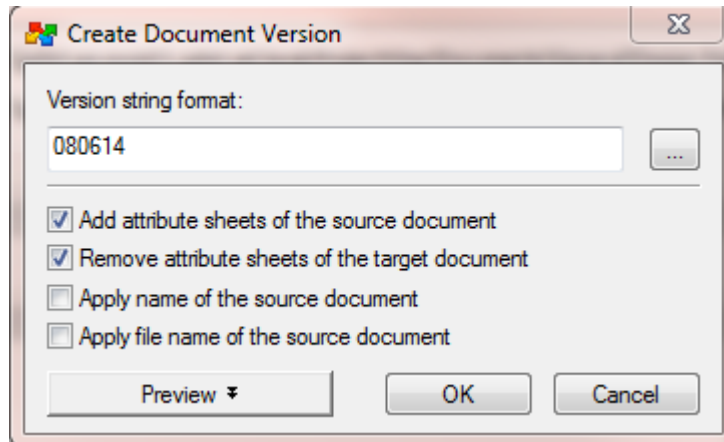 Create Document Version
Version string format:
080614
...
Add attribute sheets of the source document
Remove attribute sheets of the target document
Apply name of the source document
Apply file name of the source document
Preview
OK
Cancel